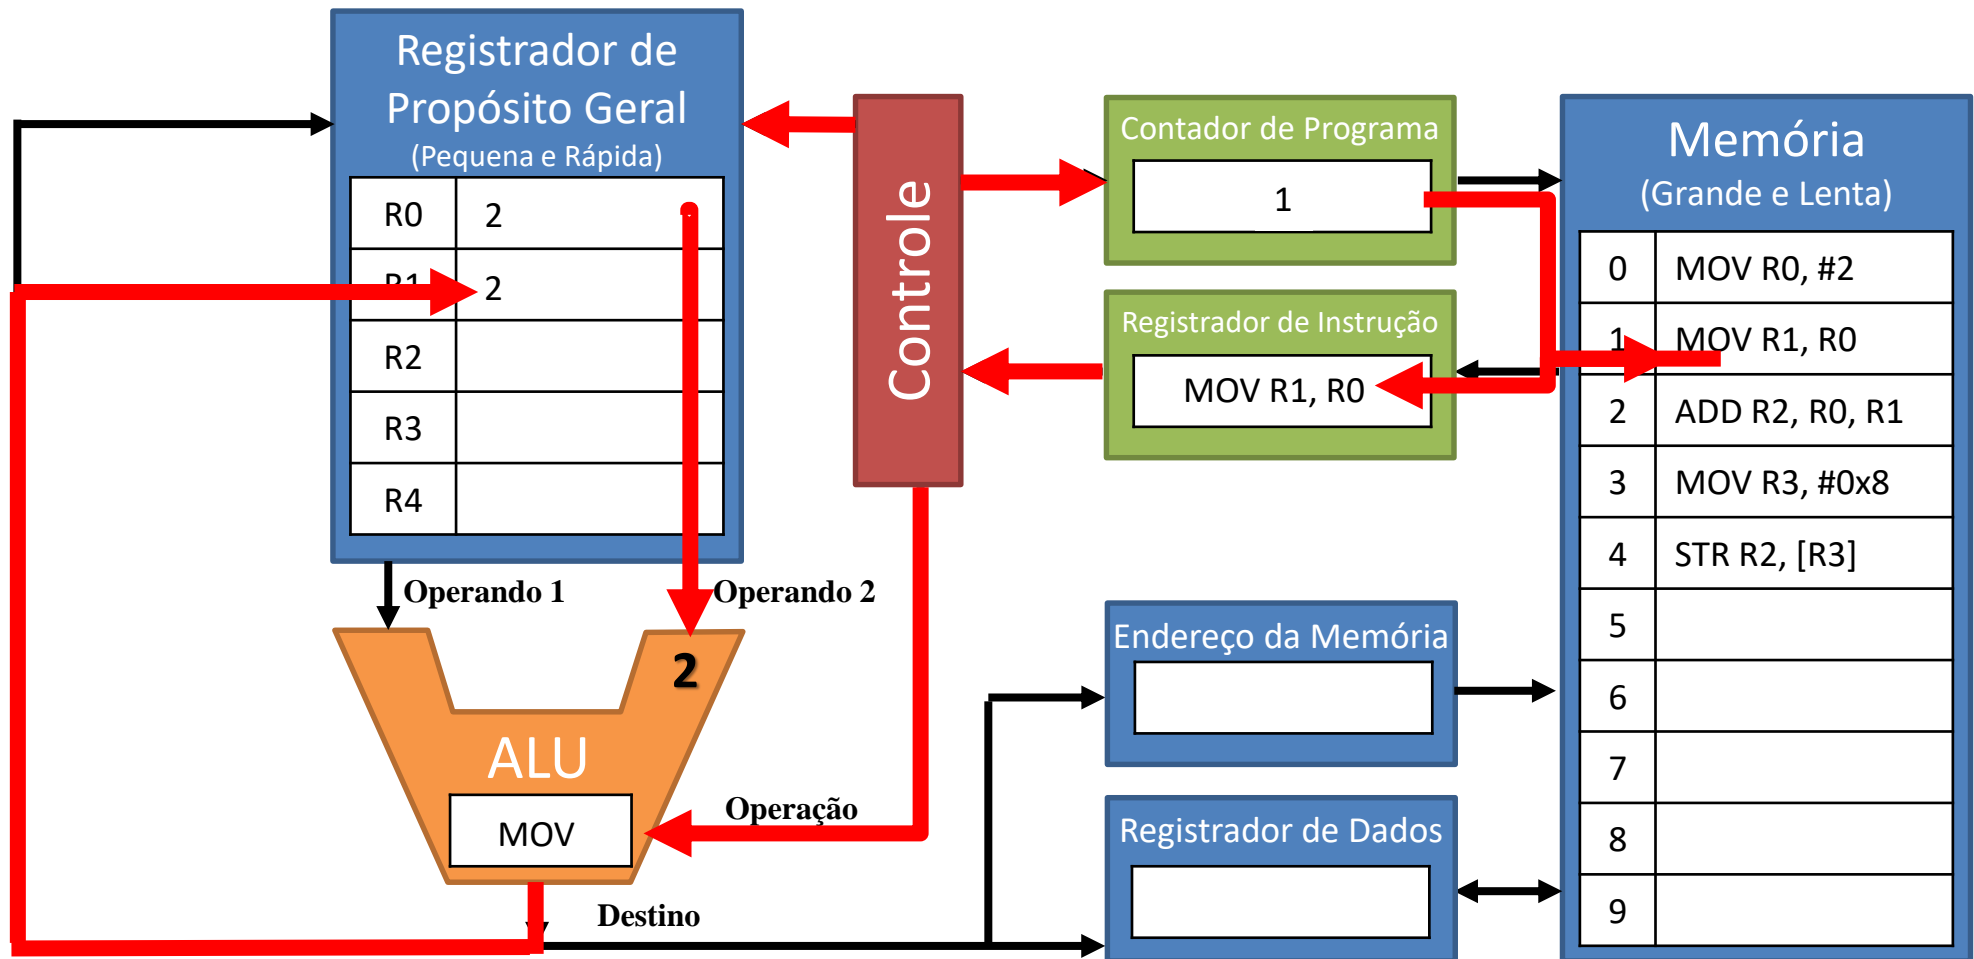 Registrador de
Propósito Geral
(Pequena e Rápida)
R0 2
R1 2
R2
R3
R4
Operando 1
Operando 2
2
ALU
MOV
Operação
Destino
Controle
Contador de Programa
1
Registrador de Instrução
MOV R1, R0
Endereço da Memória
Registrador de Dados
Memória
(Grande e Lenta)
0 MOV R0, #2
1 MOV R1, R0
2 ADD R2, R0, R1
3 MOV R3, #0x8
4 STR R2, [R3]
5
6
7
8
9